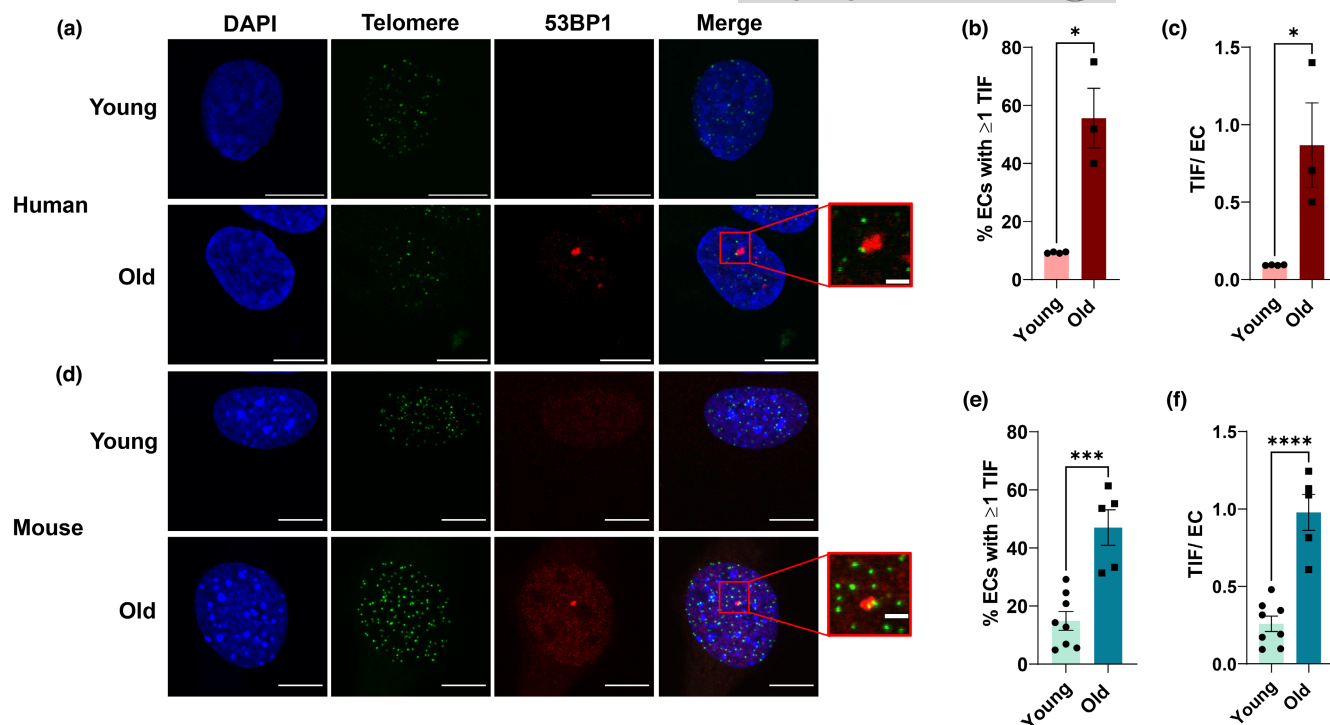 (a) DAPI Telomere 53BP1 Merge
Young
Human
Old
(d)
Young
Mouse
Old
(b)
% ECs with ≥1 TIF
80
60
40
20
0
*
Young Old
(c)
TIF/ EC
1.5
1.0
0.5
0.0
*
Young Old
(e)
% ECs with ≥1 TIF
80
60
40
20
0
***
Young Old
(f)
TIF/ EC
1.5
1.0
0.5
0.0
****
Young Old